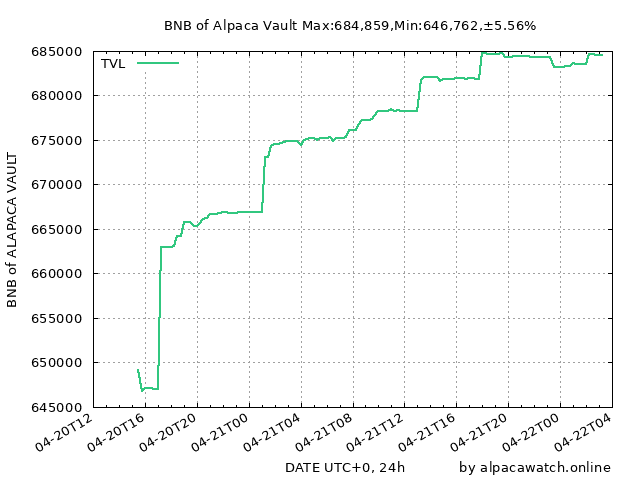 BNB of Alpaca Vault Max:684,859,Min:646,762,±5.56%
TVL
685000
680000
675000
670000
665000
660000
655000
650000
645000
BNB of ALAPACA VAULT
04-20T12
04-20T16
04-20T20
04-21T00
04-21T04
04-21T08
04-21T12
04-21T16
04-21T20
04-22T00
04-22T04
DATE UTC+0, 24h
by alpacawatch.online